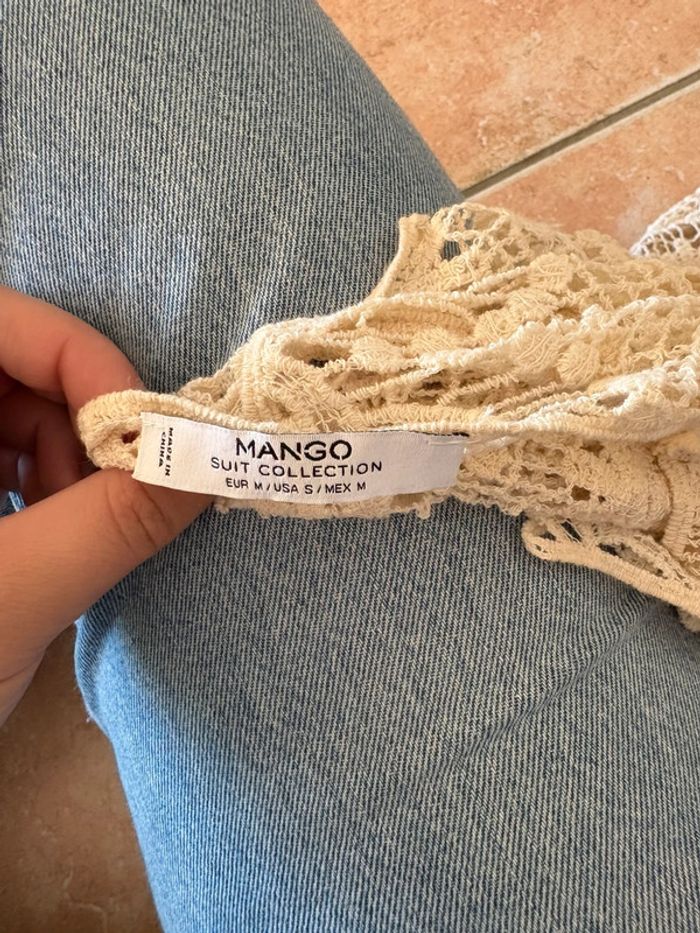 MADE IN
CHINA
MANGO
SUIT COLLECTION
EUR M / USA S / MEX M